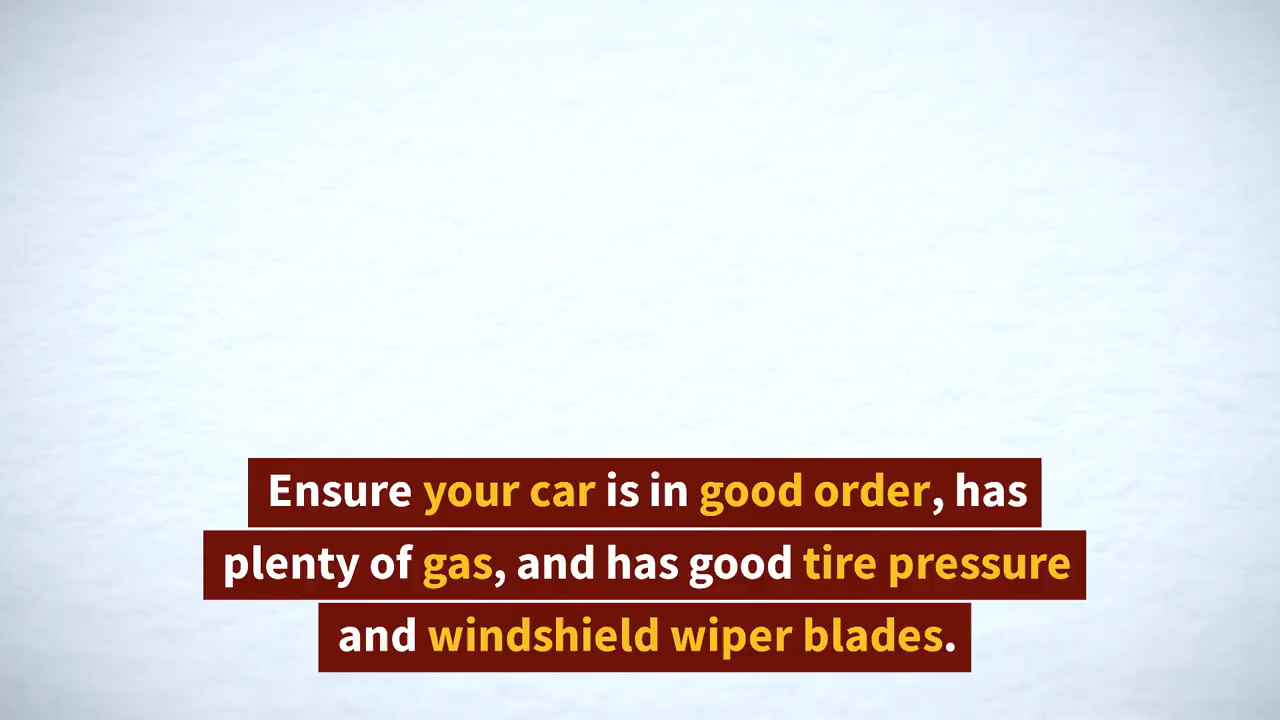 Ensure your car is in good order, has
plenty of gas, and has good tire pressure
and windshield wiper blades.